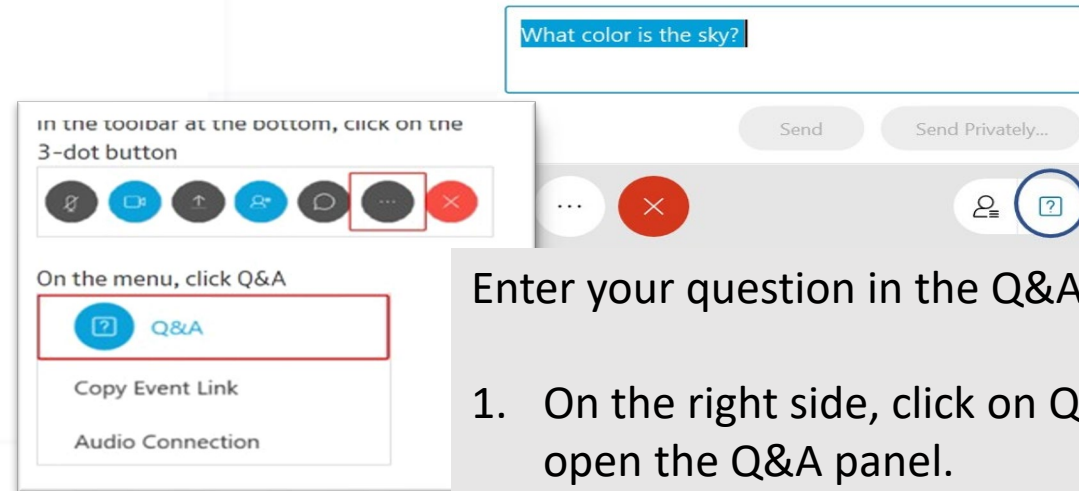 What color is the sky?
Send
Send Privately...
In the toolbar at the bottom, click on the
3-dot button
On the menu, click Q&A
Q&A
Copy Event Link
Audio Connection
Enter your question in the Q&A
1. On the right side, click on Q
open the Q&A panel.